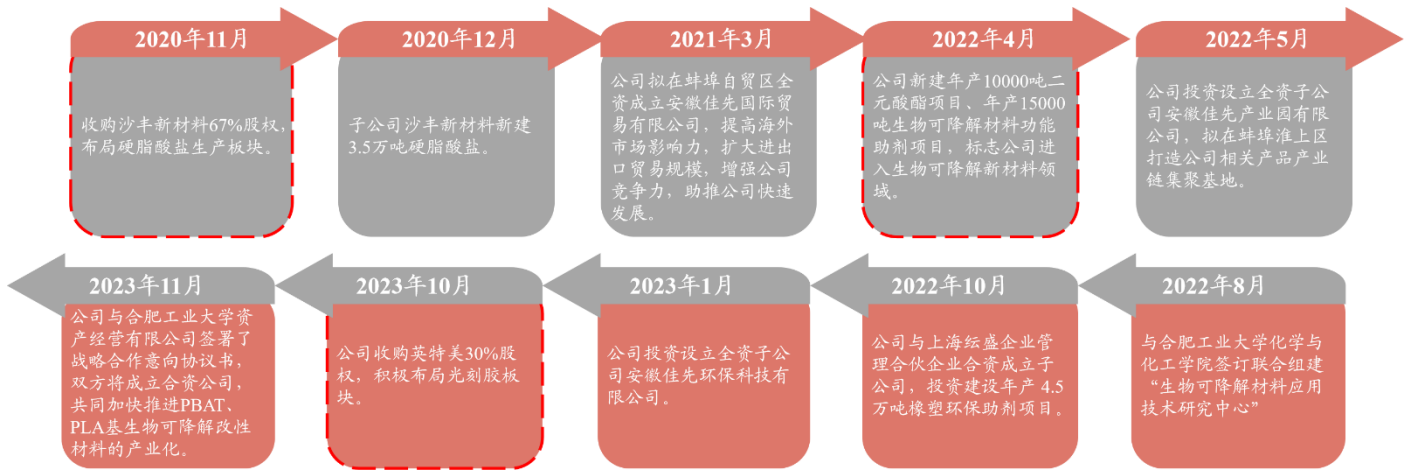 2020年11月
收购沙丰新材料67%股权，
布局硬脂酸盐生产板块。
2020年12月
子公司沙丰新材料新建
3.5万吨硬脂酸盐。
2021年3月
公司拟在蚌埠自贸区全
资成立安徽佳先国际贸
易有限公司，提高海外
市场影响力，扩大进出
口贸易规模，增强公司
竞争力，助推公司快速
发展。
2022年4月
公司新建年产10000吨二
元酸酯项目、年产15000
吨生物可降解材料功能
助剂项目，标志公司进
入生物可降解新材料领
域。
2022年5月
公司投资设立全资子公
司安徽佳先产业园有限
公司，拟在蚌埠淮上区
打造公司相关产品产业
链集聚基地。
2022年8月
与合肥工业大学化学与
化工学院签订联合组建
“生物可降解材料应用
技术研究中心”
2022年10月
公司与上海纭盛企业管
理合伙企业合资成立子
公司，投资建设年产4.5
万吨橡塑环保助剂项目。
2023年1月
公司投资设立全资子公
司安徽佳先环保科技有
限公司。
2023年10月
公司收购英特美30%股
权，积极布局光刻胶板
块。
2023年11月
公司与合肥工业大学资
产经营有限公司签署了
战略合作意向协议书，
双方将成立合资公司，
共同加快推进PBAT、
PLA基生物可降解改性
材料的产业化。